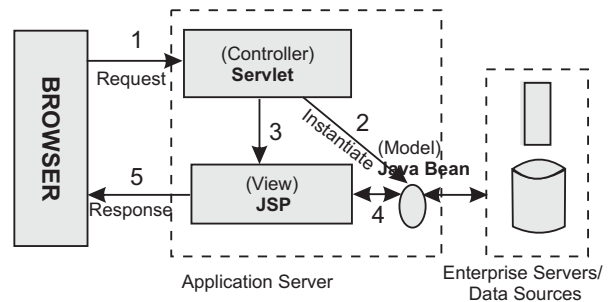 BROWSER
1
Request
(Controller)
Servlet
2
Instantiate
3
(Model)
Java Bean
(View)
JSP
4
5
Response
Application Server
Enterprise Servers/
Data Sources